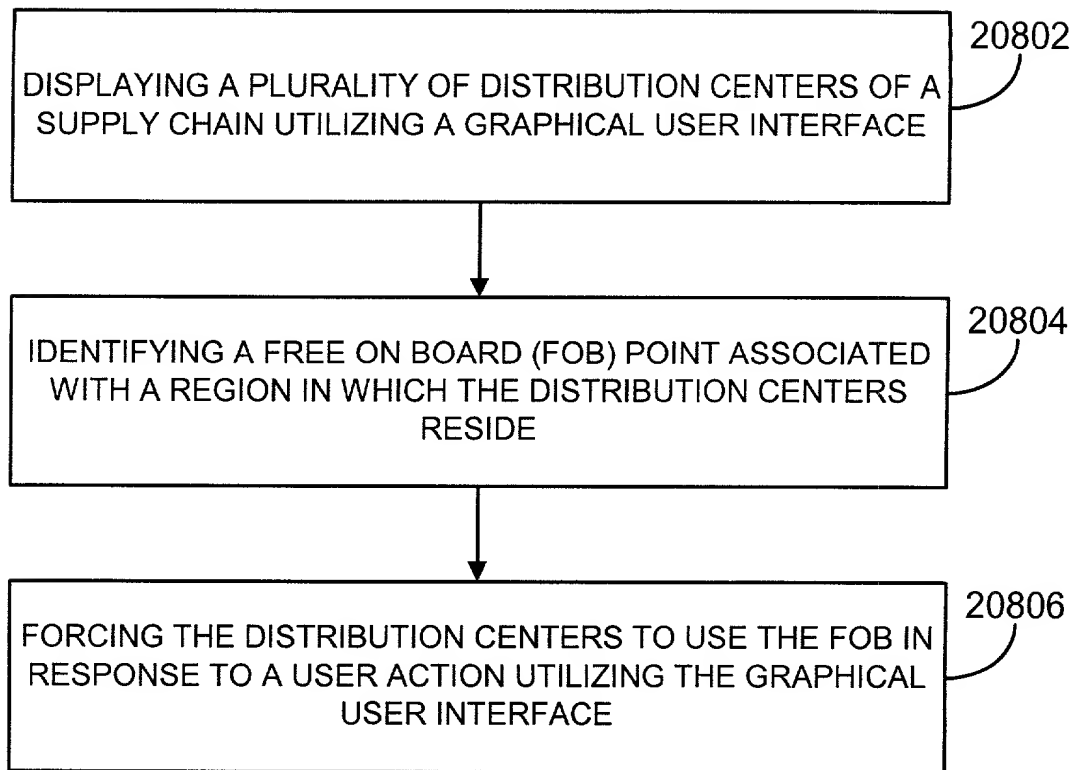 20802
DISPLAYING A PLURALITY OF DISTRIBUTION CENTERS OF A
SUPPLY CHAIN UTILIZING A GRAPHICAL USER INTERFACE
20804
IDENTIFYING A FREE ON BOARD (FOB) POINT ASSOCIATED
WITH A REGION IN WHICH THE DISTRIBUTION CENTERS
RESIDE
20806
FORCING THE DISTRIBUTION CENTERS TO USE THE FOB IN
RESPONSE TO A USER ACTION UTILIZING THE GRAPHICAL
USER INTERFACE